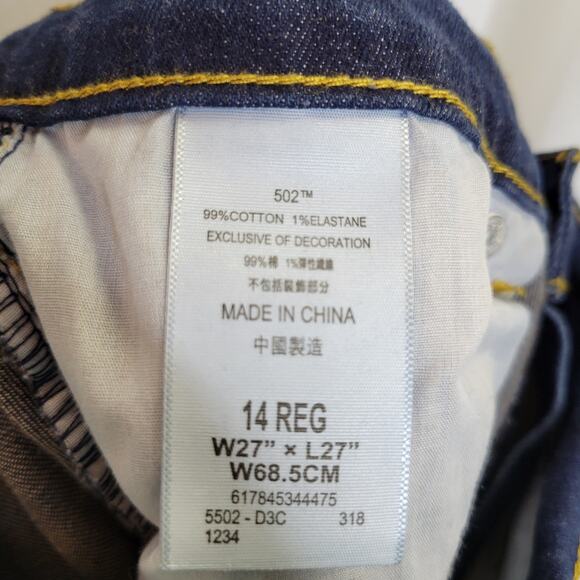 502™
99%COTTON 1%ELASTANE
EXCLUSIVE OF DECORATION
99%棉 1%彈性纖維
不包括裝飾部分
MADE IN CHINA
中國製造
14 REG
W27” × L27”
W68.5CM
617845344475
5502 - D3C 318
1234